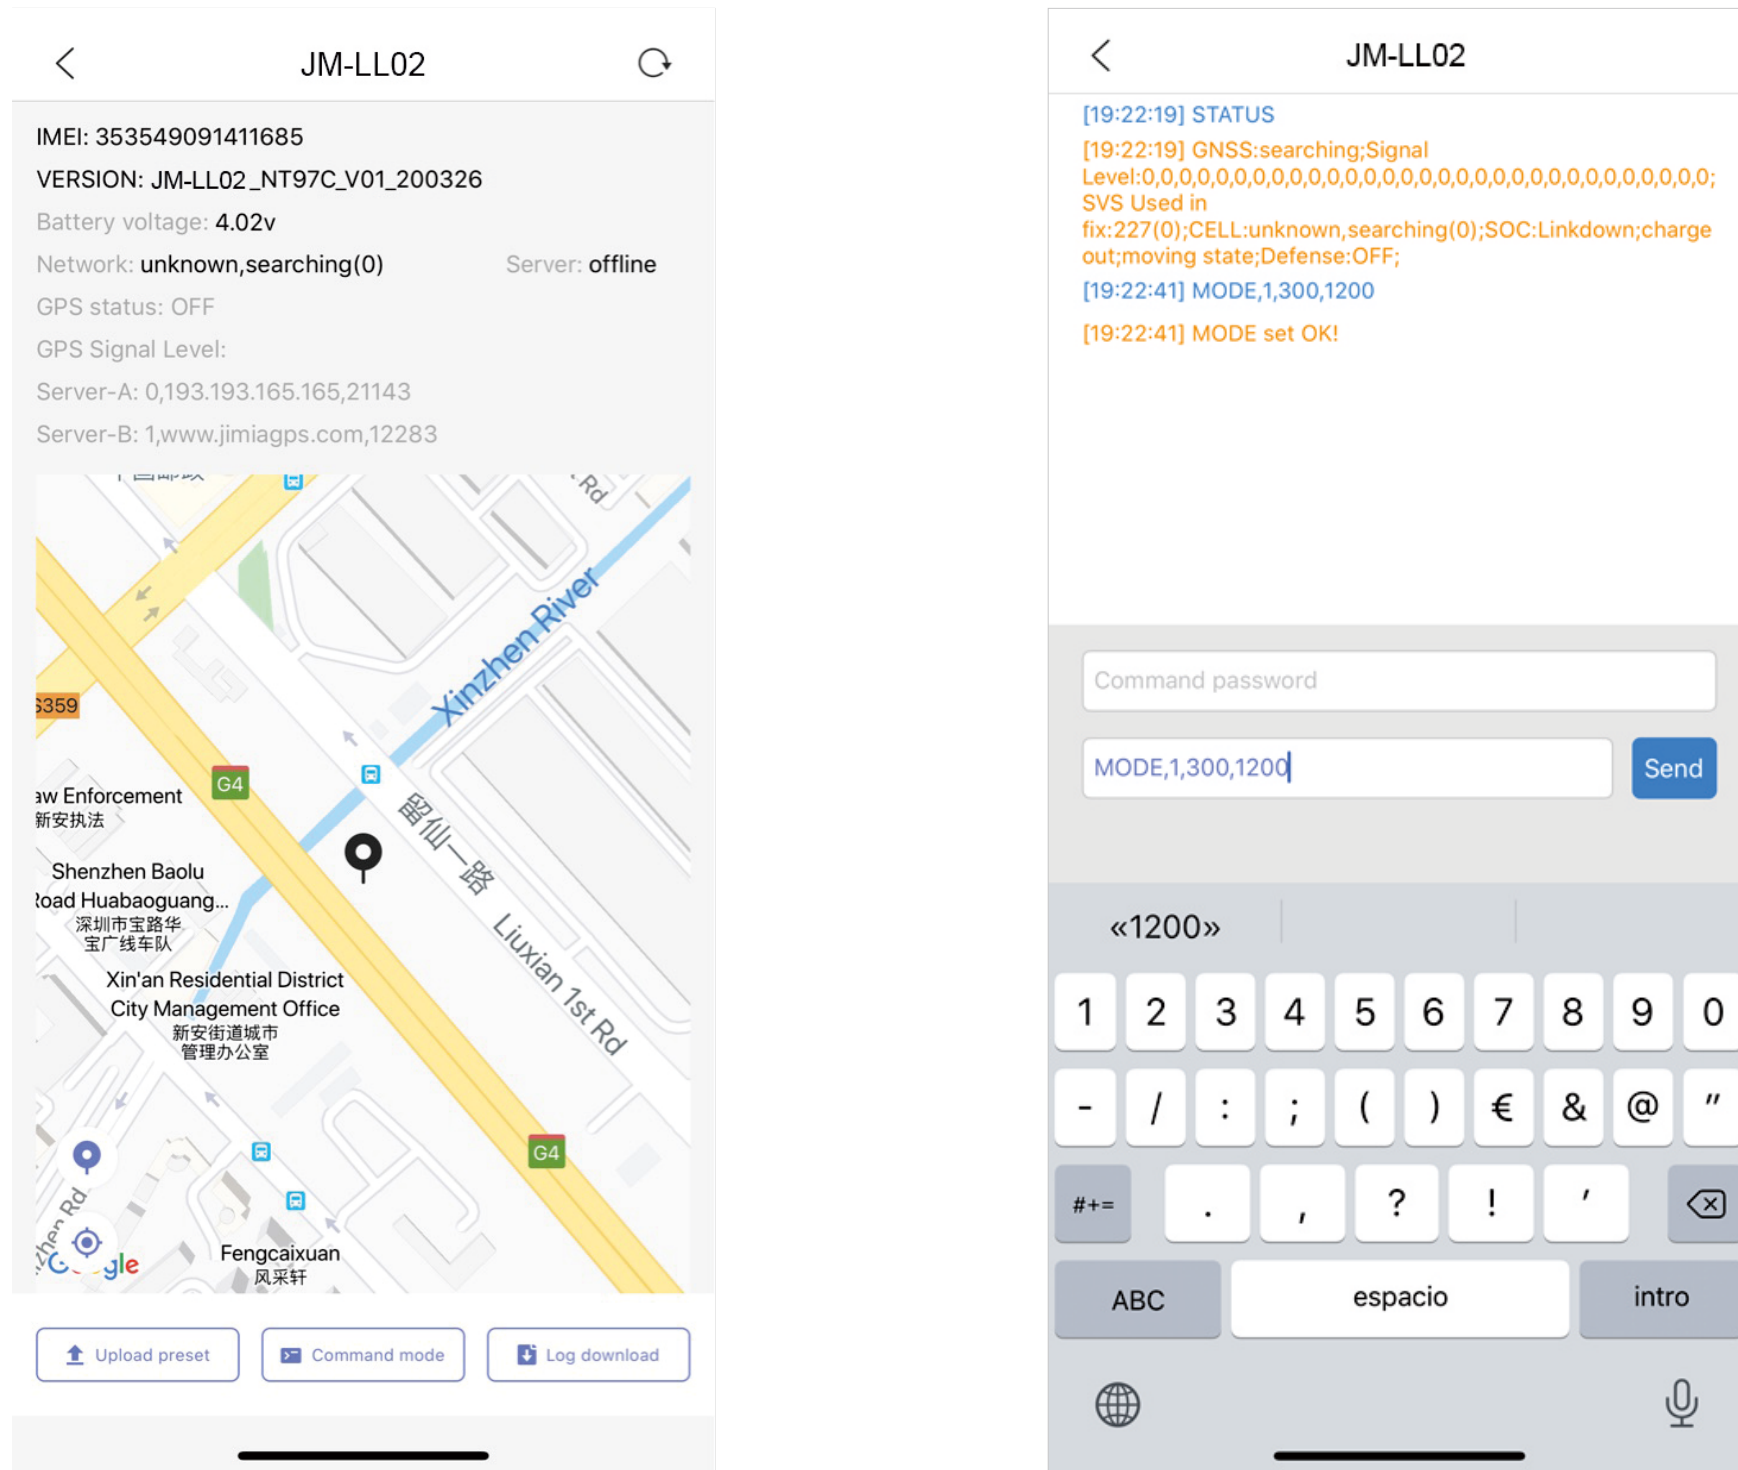 JM-LL02
IMEI: 353549091411685
VERSION: JM-LL02_NT97C_V01_200326
Battery voltage: 4.02v
Network: unknown,searching(0) Server: offline
GPS status: OFF
GPS Signal Level:
Server-A: 0,193.193.165.165,21143
Server-B: 1,www.jimiagps.com,12283
Rd
Xinzhen River
S359
G4
aw Enforcement
新安执法
留仙一路
Shenzhen Baolu
Road Huabaoguang...
深圳市宝路华
宝广线车队
Liuxian 1st Rd
Xin'an Residential District
City Management Office
新安街道城市
管理办公室
G4
zhen Rd
Google
Fengcaixuan
风采轩
Upload preset
Command mode
Log download
JM-LL02
[19:22:19] STATUS
[19:22:19] GNSS:searching;Signal
Level:0,0,0,0,0,0,0,0,0,0,0,0,0,0,0,0,0,0,0,0,0,0,0,0,0,0,0,0,0,0,0;
SVS Used in
fix:227(0);CELL:unknown,searching(0);SOC:Linkdown;charge
out;moving state;Defense:OFF;
[19:22:41] MODE,1,300,1200
[19:22:41] MODE set OK!
Command password
MODE,1,300,1200
Send
«1200»
1 2 3 4 5 6 7 8 9 0
- / : ; ( ) € & @ "
#+= . , ? ! '
ABC espacio intro